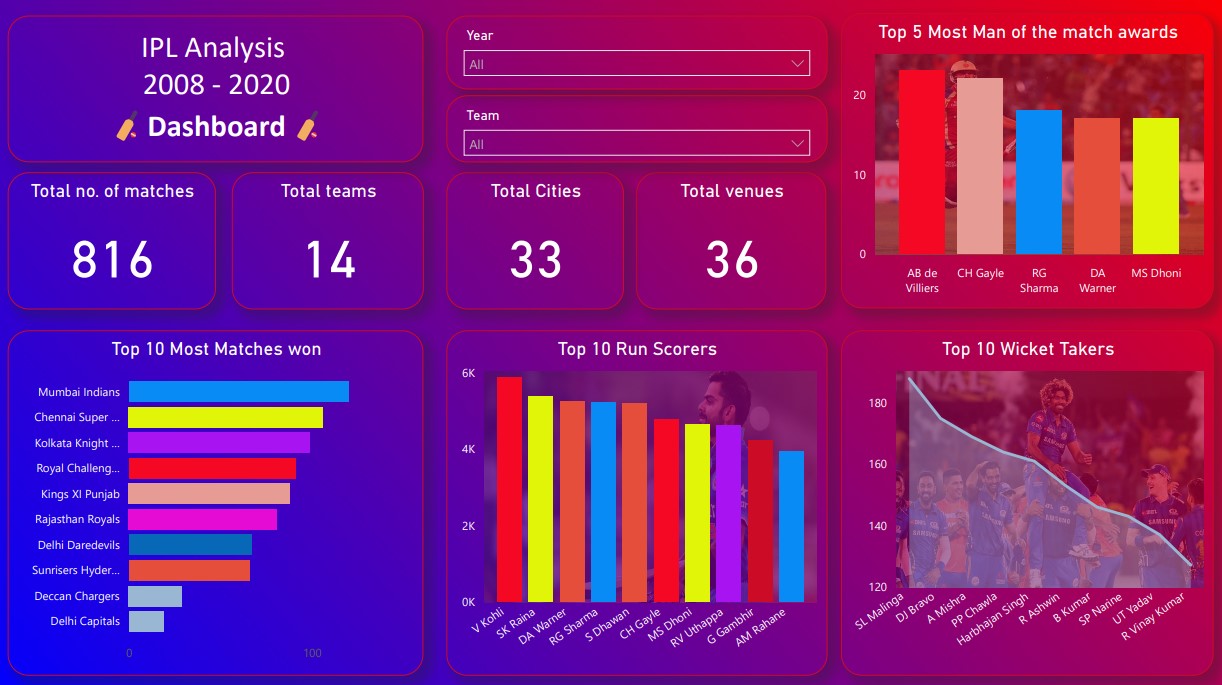 IPL Analysis
2008 - 2020
Dashboard
Year
All
Team
All
Total no. of matches
816
Total teams
14
Total Cities
33
Total venues
36
Top 5 Most Man of the match awards
20
10
0
AB de
Villiers
CH Gayle
RG
Sharma
DA
Warner
MS Dhoni
Top 10 Most Matches won
Mumbai Indians
Chennai Super ...
Kolkata Knight ...
Royal Challeng...
Kings XI Punjab
Rajasthan Royals
Delhi Daredevils
Sunrisers Hyder...
Deccan Chargers
Delhi Capitals
0 100
Top 10 Run Scorers
6K
4K
2K
0K
V Kohli
SK Raina
DA Warner
RG Sharma
S Dhawan
CH Gayle
MS Dhoni
RV Uthappa
G Gambhir
AM Rahane
Top 10 Wicket Takers
180
160
140
120
SL Malinga
DJ Bravo
A Mishra
PP Chawla
Harbhajan Singh
R Ashwin
B Kumar
SP Narine
UT Yadav
R Vinay Kumar
SAMSUNG
SAMSUNG